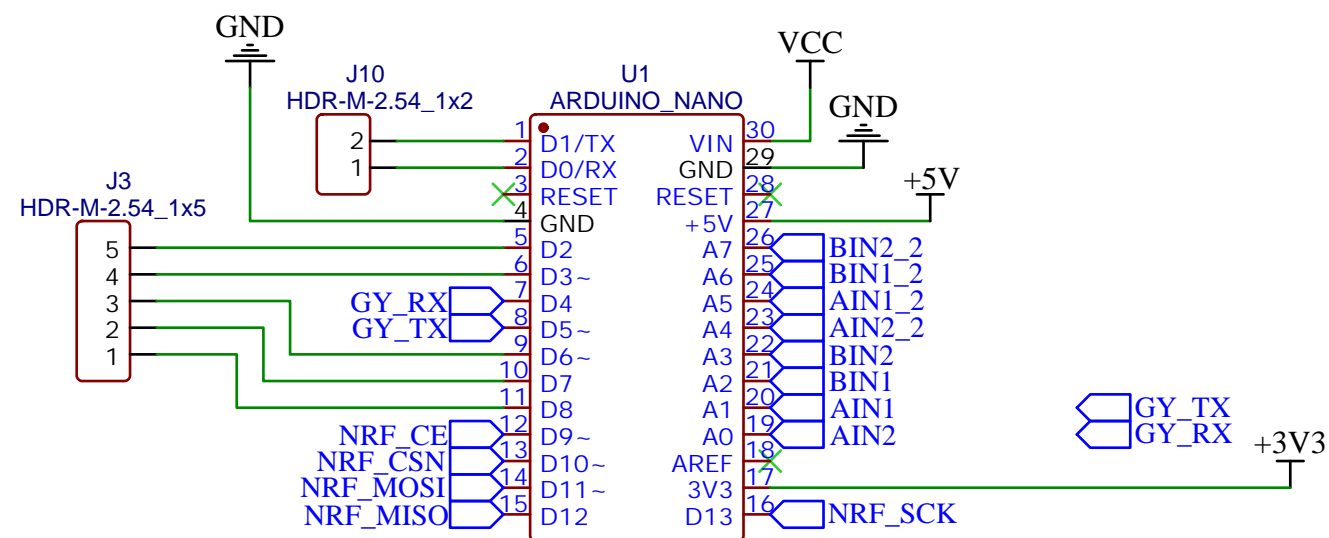 GND
VCC
J10
HDR-M-2.54_1x2
U1
ARDUINO_NANO
GND
J3
HDR-M-2.54_1x5
+5V
2
1
5
4
3
2
1
1 D1/TX
2 D0/RX
3 RESET
4 GND
5 D2
6 D3~
GY_RX 7 D4
GY_TX 8 D5~
9 D6~
10 D7
11 D8
NRF_CE 12 D9~
NRF_CSN 13 D10~
NRF_MOSI 14 D11~
NRF_MISO 15 D12
VIN 30
GND 29
RESET 28
+5V 27
A7 26 BIN2_2
A6 25 BIN1_2
A5 24 AIN1_2
A4 23 AIN2_2
A3 22 BIN2
A2 21 BIN1
A1 20 AIN1
A0 19 AIN2
AREF 18
3V3 17
D13 16 NRF_SCK
GY_TX
GY_RX
+3V3